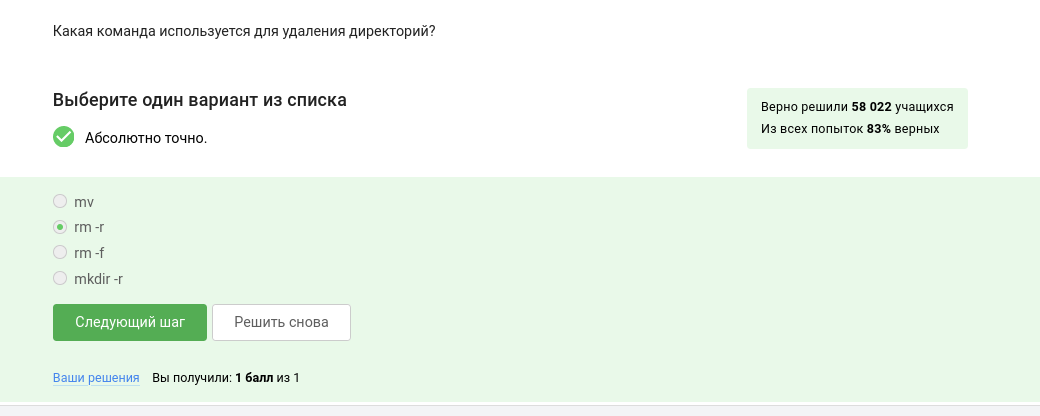 Какая команда используется для удаления директорий?
Выберите один вариант из списка
Абсолютно точно.
Верно решили 58 022 учащихся
Из всех попыток 83% верных
mv
rm -r
rm -f
mkdir -r
Следующий шаг Решить снова
Ваши решения Вы получили: 1 балл из 1